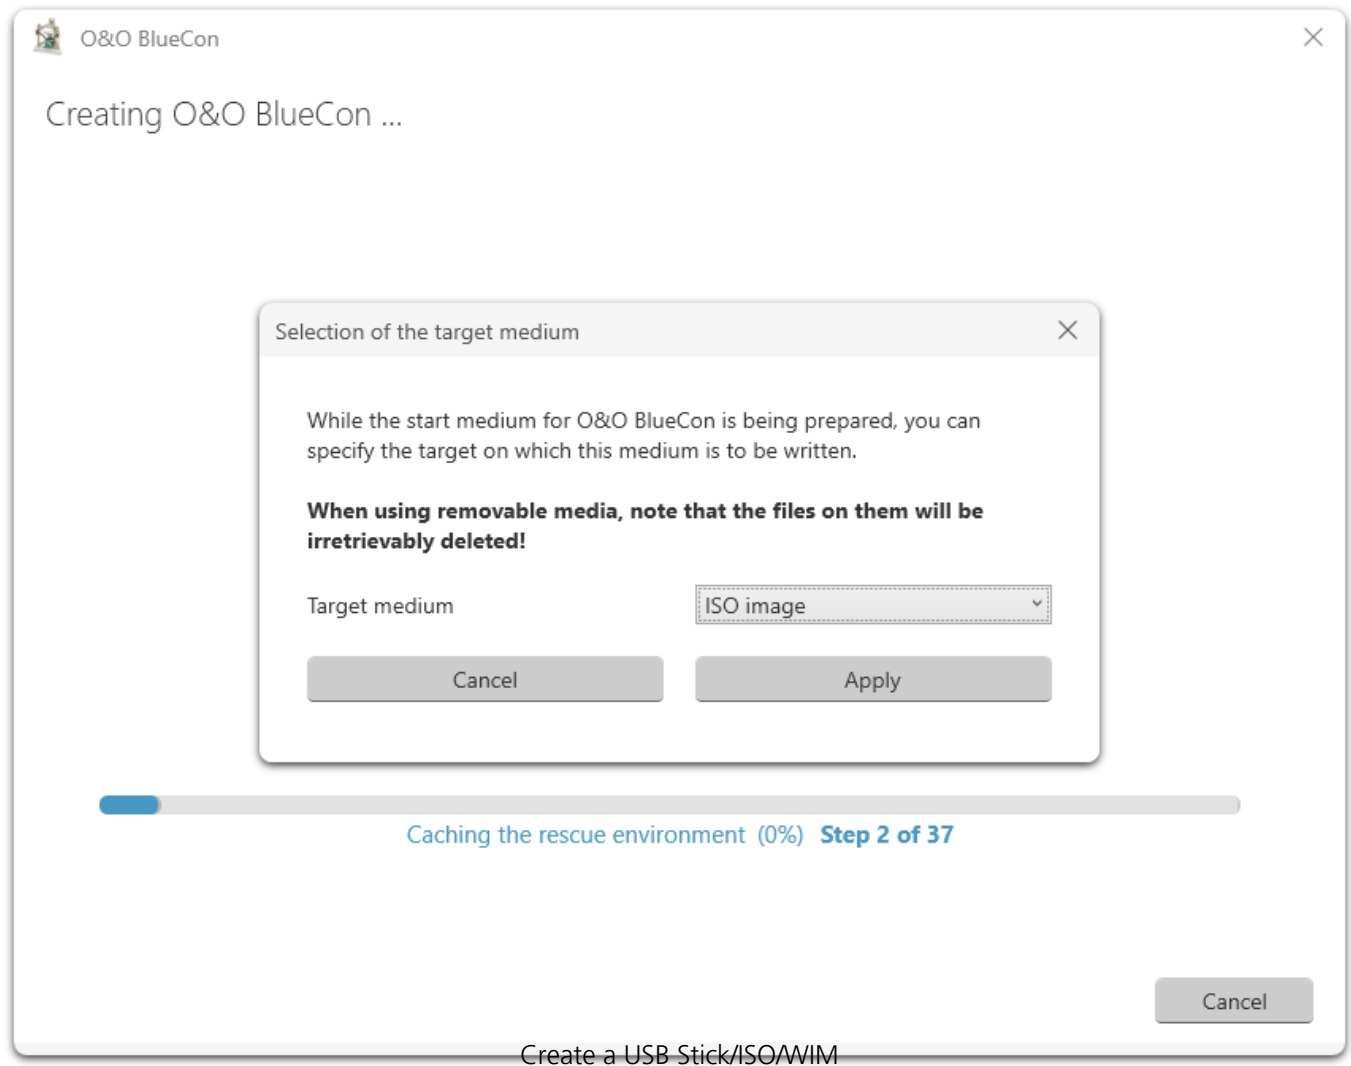 O&O BlueCon
Creating O&O BlueCon ...
Selection of the target medium
While the start medium for O&O BlueCon is being prepared, you can
specify the target on which this medium is to be written.
When using removable media, note that the files on them will be
irretrievably deleted!
Target medium ISO image
Cancel Apply
Caching the rescue environment (0%) Step 2 of 37
Cancel
Create a USB Stick/ISO/WIM